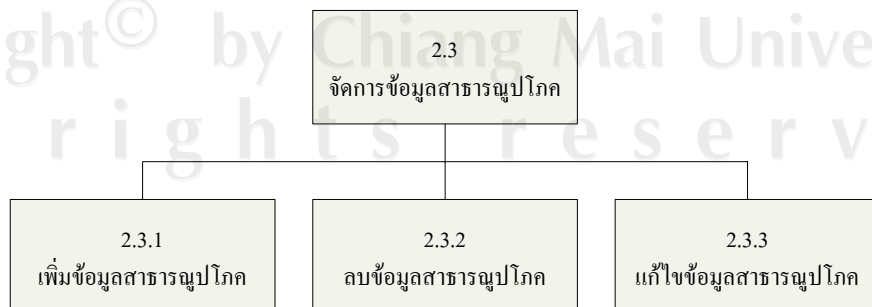 ght© by Chiang Mai Unive
rights reserv
2.3
จัดการข้อมูลสาธารณูปโภค
2.3.1
เพิ่มข้อมูลสาธารณูปโภค
2.3.2
ลบข้อมูลสาธารณูปโภค
2.3.3
แก้ไขข้อมูลสาธารณูปโภค